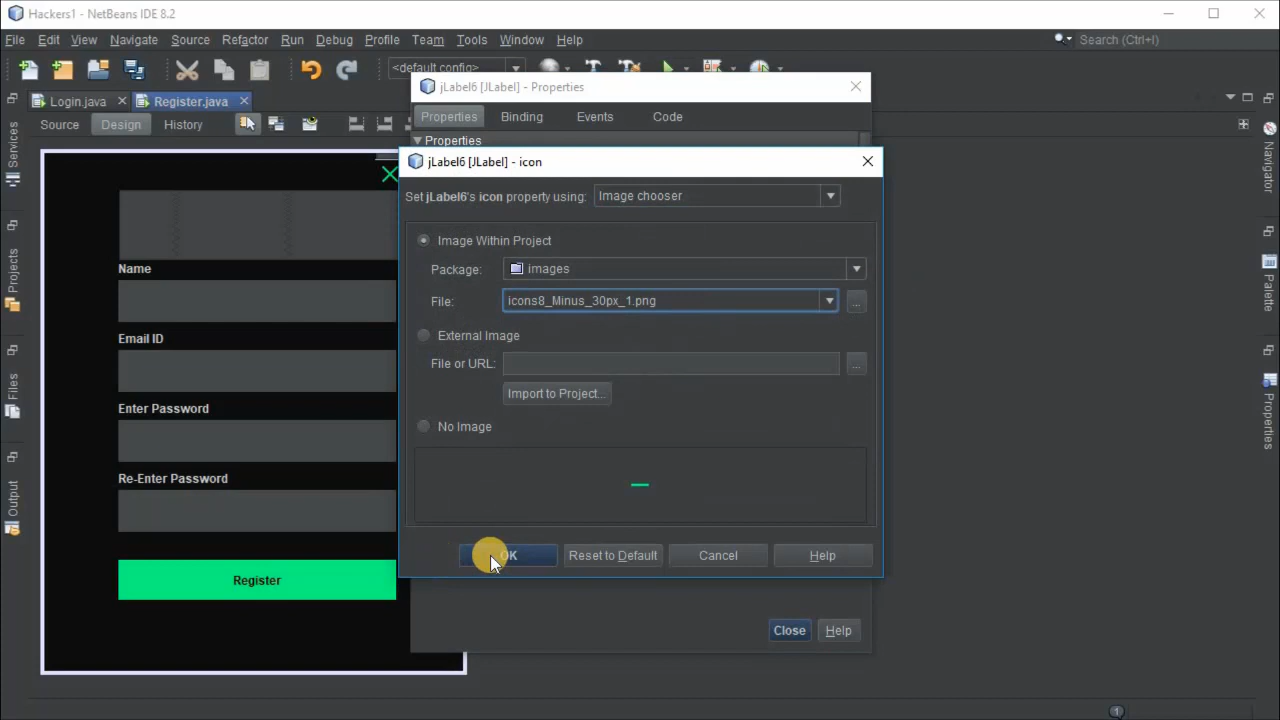 Hackers1 - NetBeans IDE 8.2
File Edit View Navigate Source Refactor Run Debug Profile Team Tools Window Help
Search (Ctrl+I)
<default config>
jLabel6 [JLabel] - Properties
Login.java
Register.java
Source Design History
Properties Binding Events Code
Properties
jLabel6 [JLabel] - icon
Set jLabel6's icon property using: Image chooser
Image Within Project
Package: images
File: icons8_Minus_30px_1.png ...
External Image
File or URL: ...
Import to Project...
No Image
OK Reset to Default Cancel Help
Close Help
Name
Email ID
Enter Password
Re-Enter Password
Register
Services
Projects
Files
Output
Navigator
Palette
Properties
1